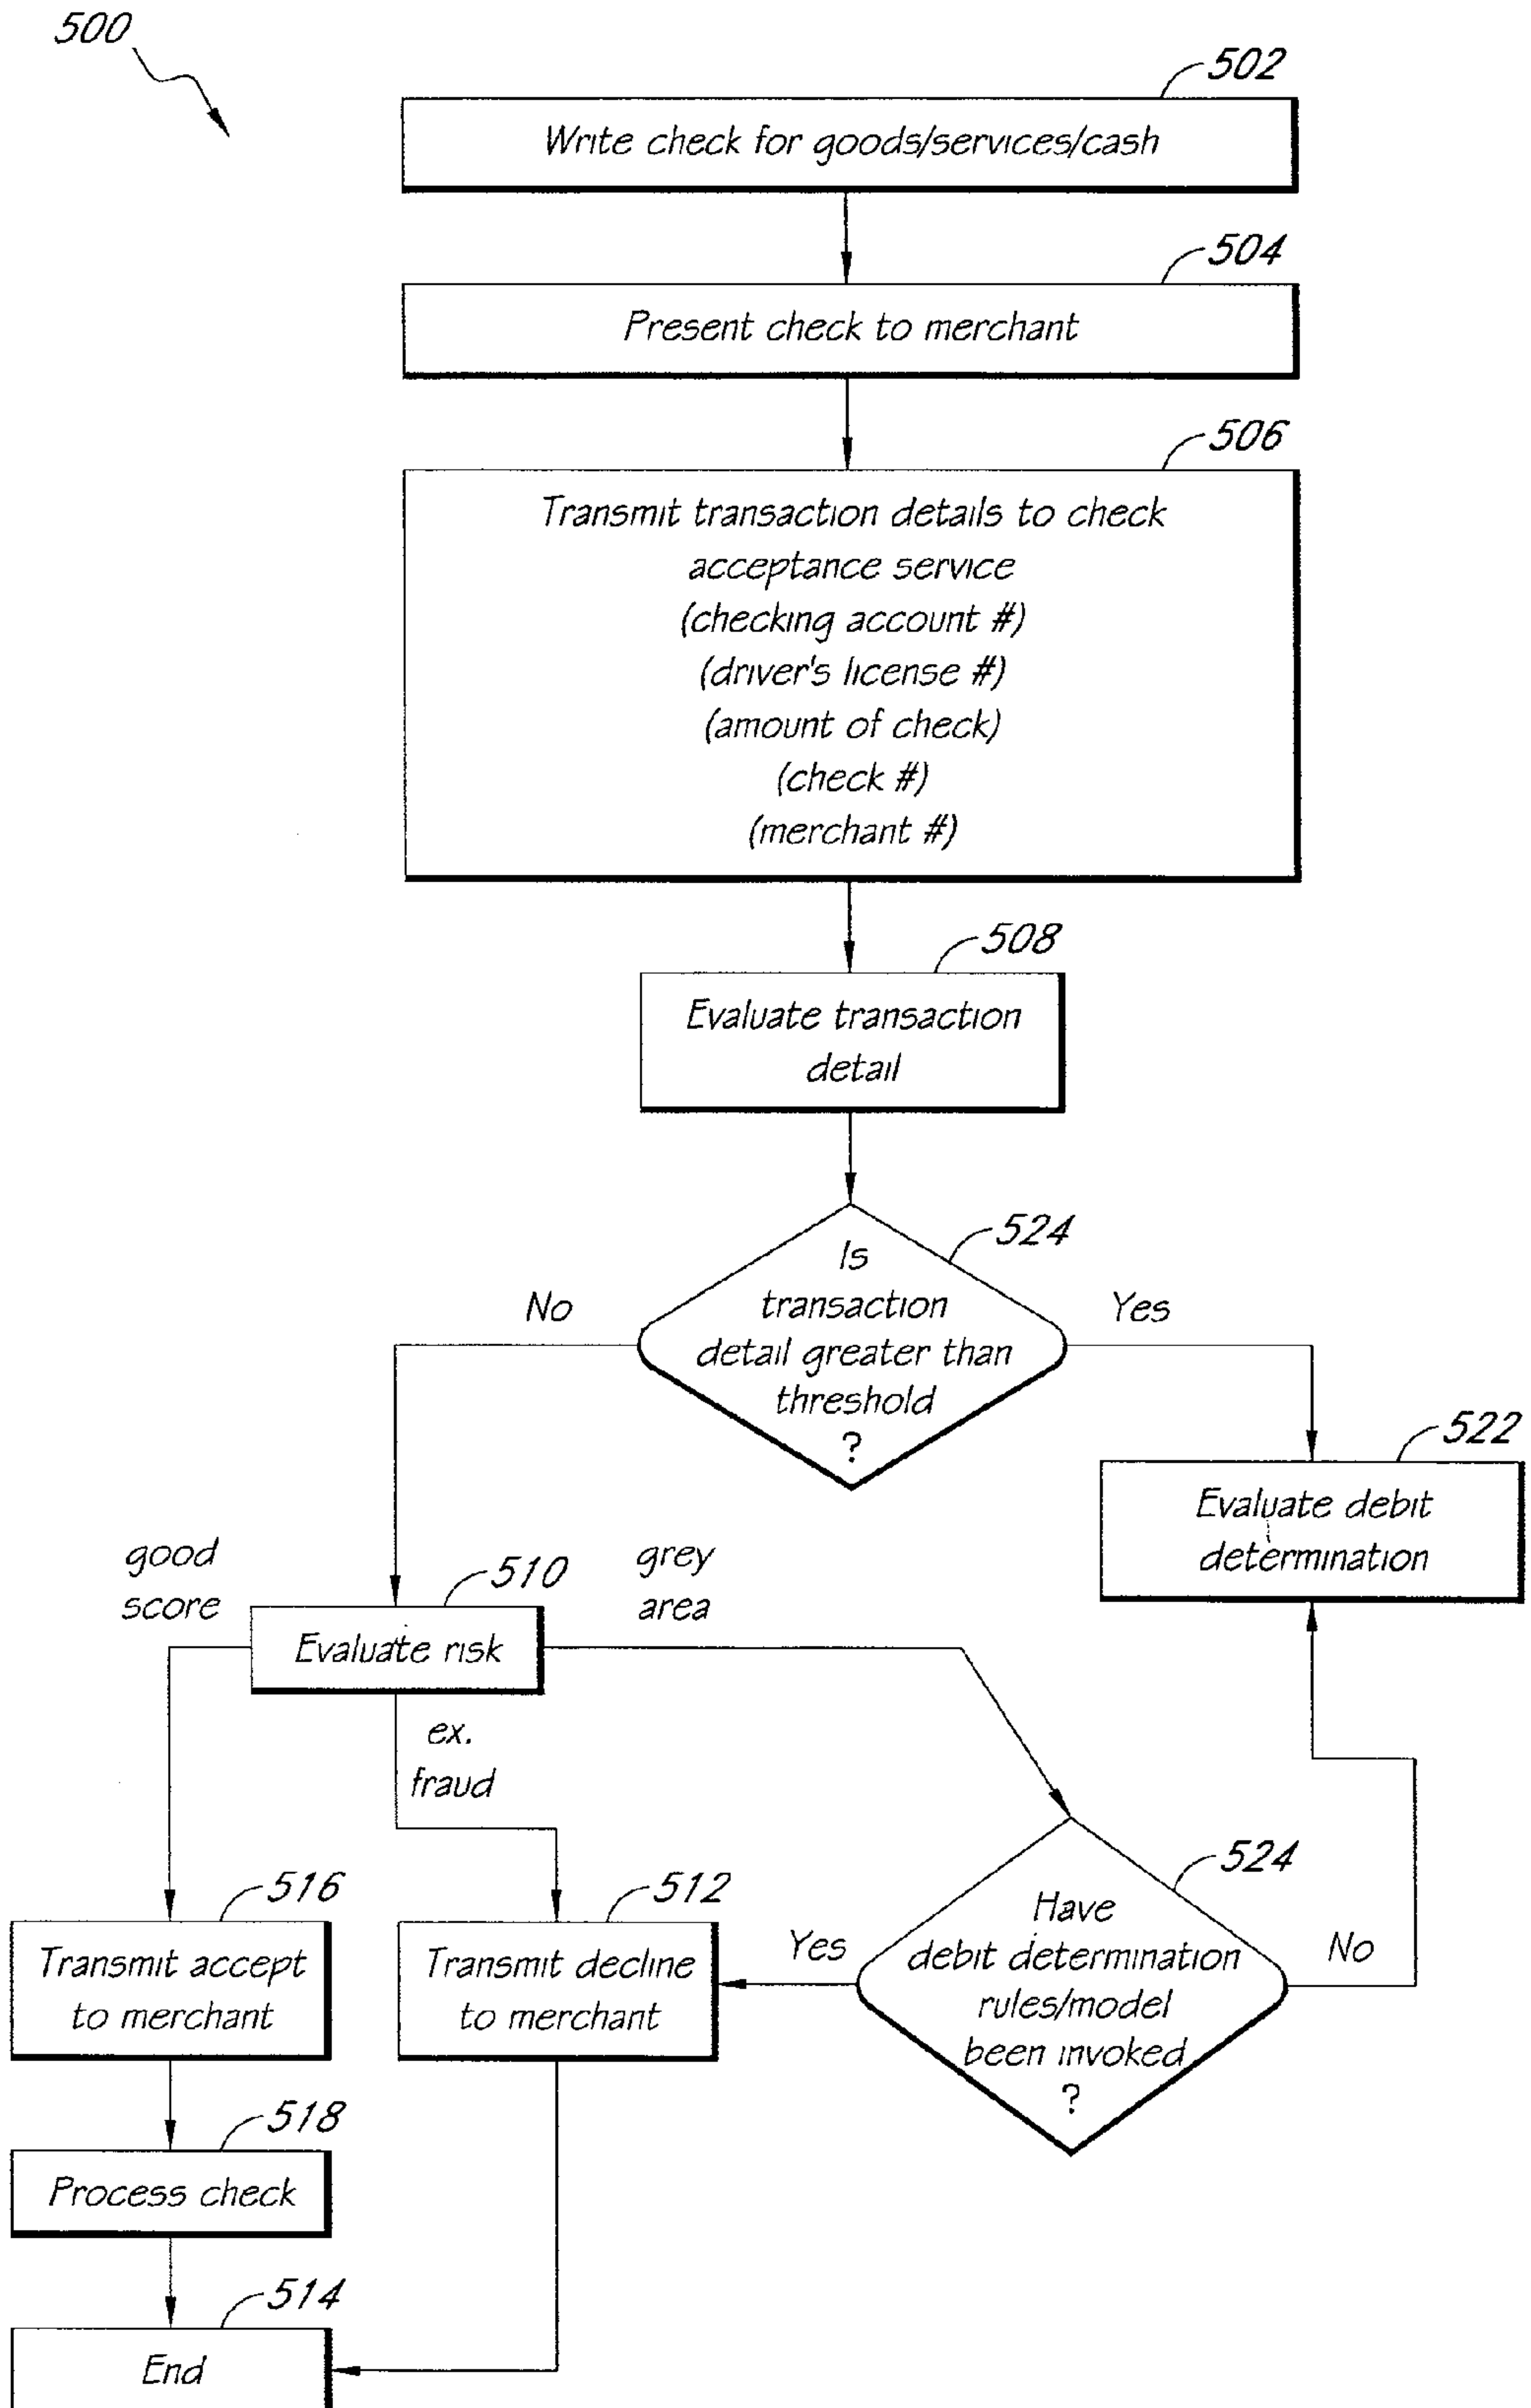 500
502
Write check for goods/services/cash
504
Present check to merchant
506
Transmit transaction details to check
acceptance service
(checking account #)
(driver's license #)
(amount of check)
(check #)
(merchant #)
508
Evaluate transaction
detail
524
Is
transaction
detail greater than
threshold
?
No
Yes
522
Evaluate debit
determination
good
score
510
grey
area
Evaluate risk
ex.
fraud
524
Have
debit determination
rules/model
been invoked
?
Yes
No
516
Transmit accept
to merchant
512
Transmit decline
to merchant
518
Process check
514
End